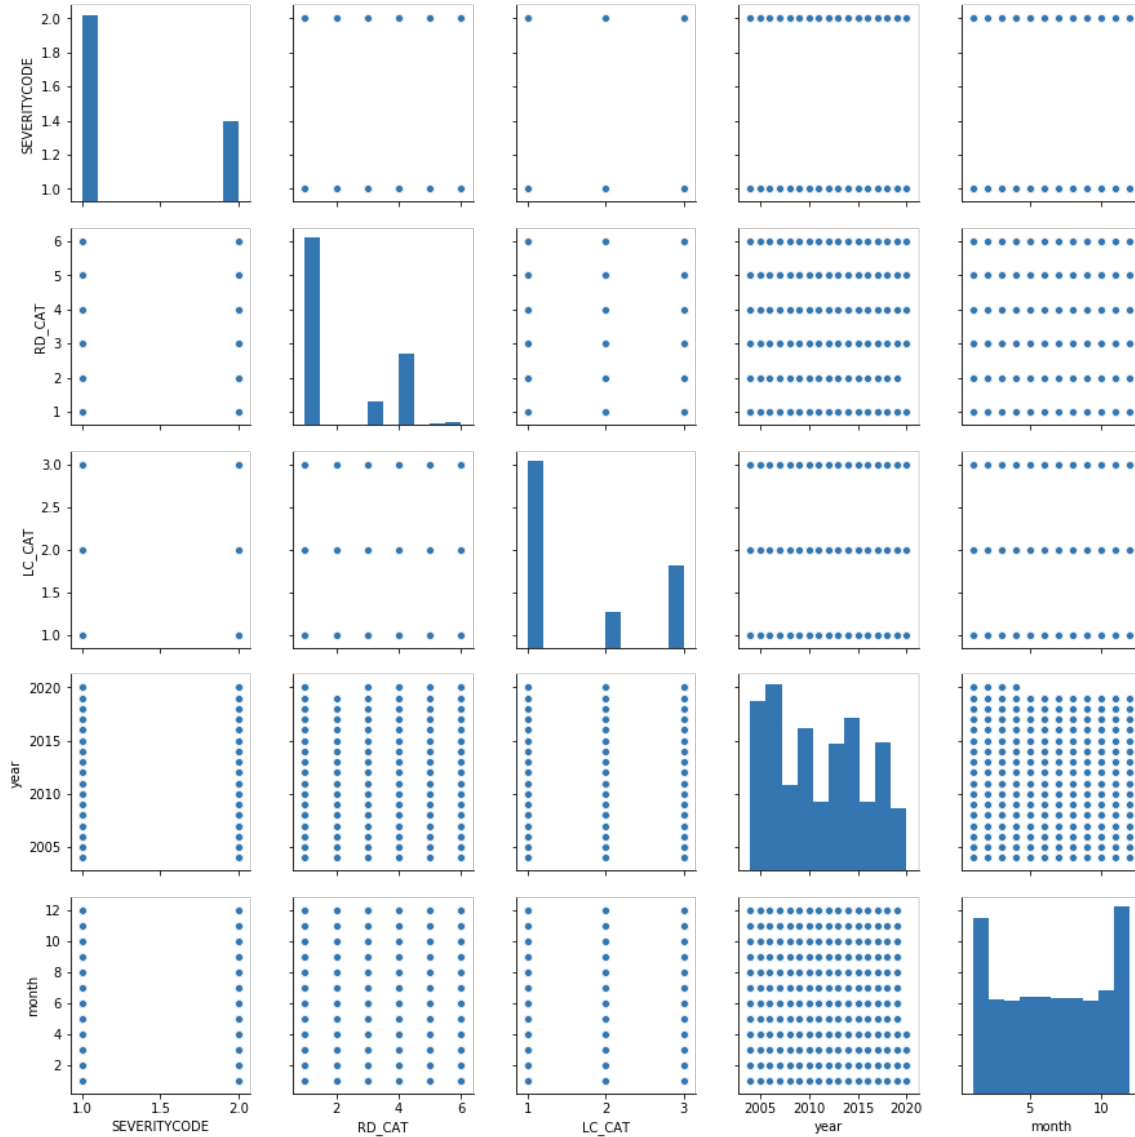 2.0
1.8
1.6
1.4
1.2
1.0
SEVERITYCODE
6
5
4
3
2
1
RD_CAT
3.0
2.5
2.0
1.5
1.0
LC_CAT
2020
2015
2010
2005
year
12
10
8
6
4
2
month
1.0 1.5 2.0
2 4 6
1 2 3
2005 2010 2015 2020
5 10
SEVERITYCODE RD_CAT LC_CAT year month